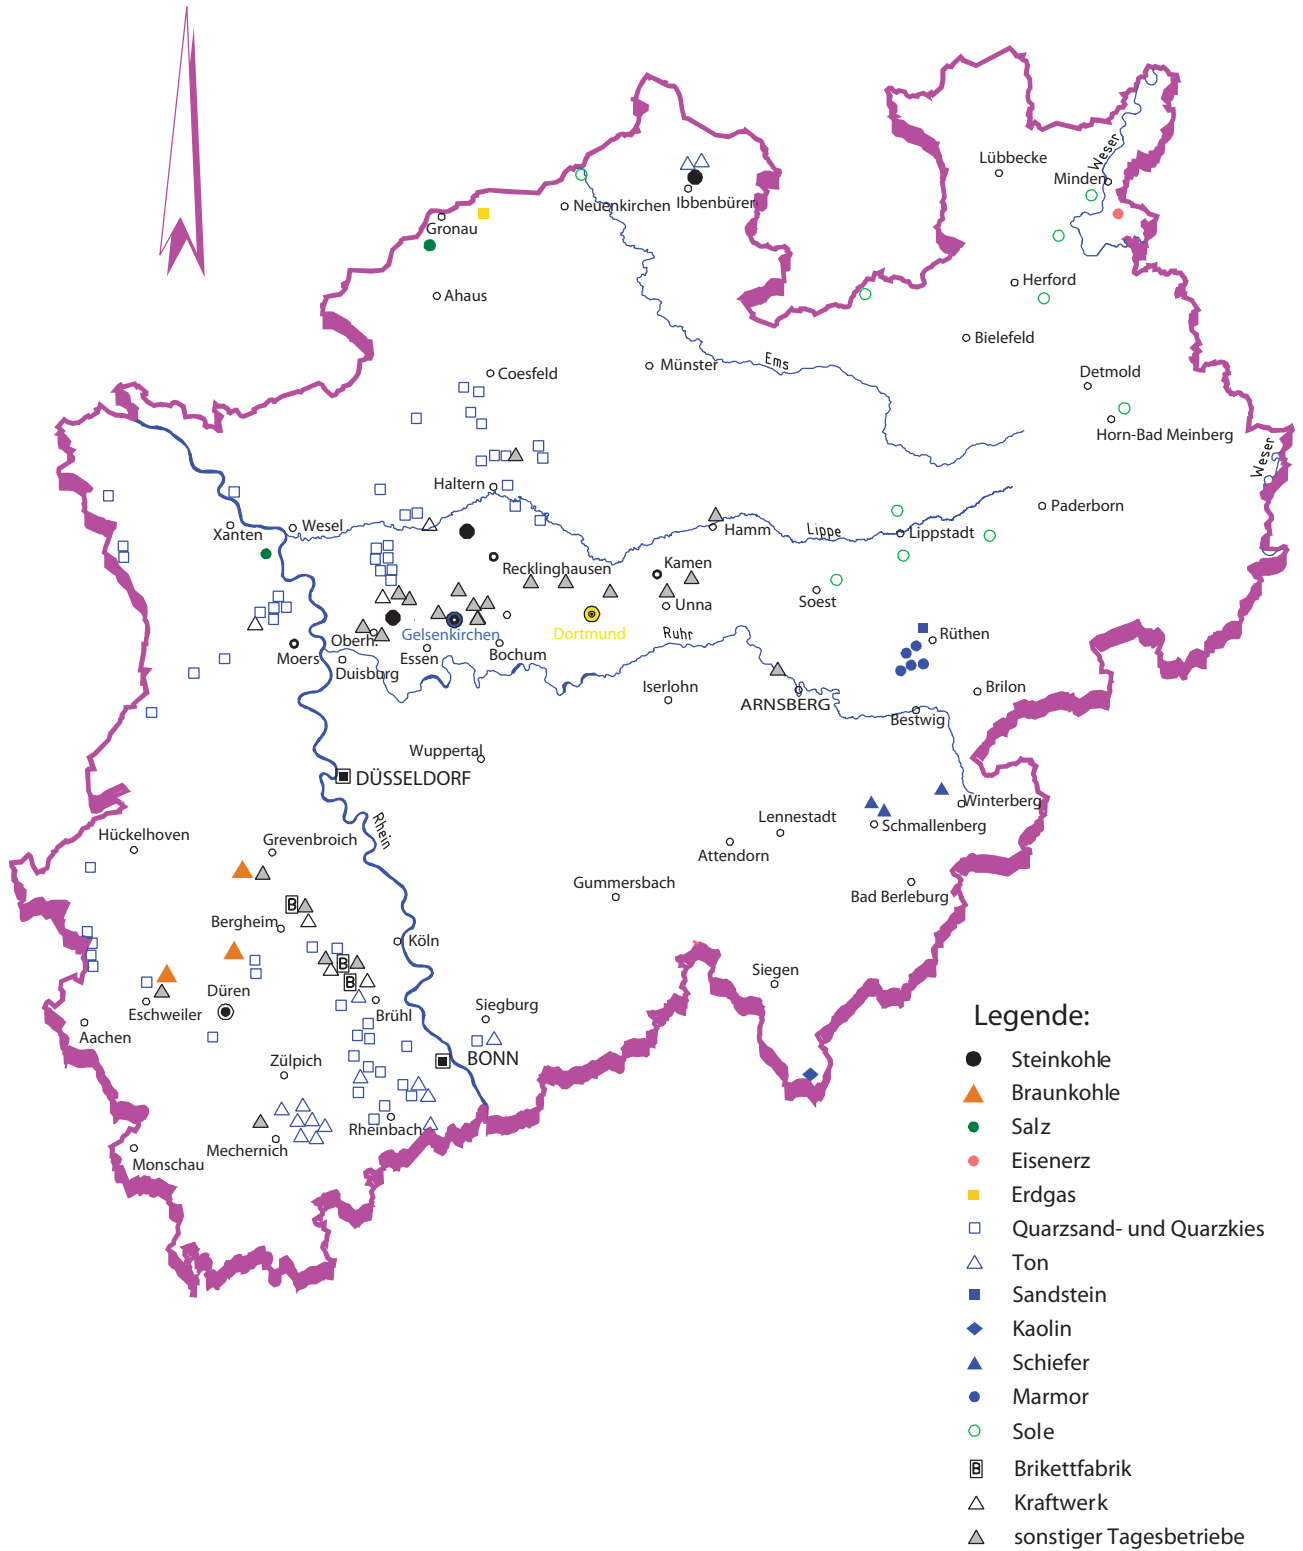 Lübbecke
Weser
Minden
Neuenkirchen
Ibbenbüren
Gronau
Ahaus
Herford
Bielefeld
Münster
Ems
Coesfeld
Detmold
Horn-Bad Meinberg
Weser
Haltern
Paderborn
Xanten
Wesel
Hamm
Lippe
Lippstadt
Recklinghausen
Kamen
Unna
Soest
Oberh.
Gelsenkirchen
Dortmund
Ruhr
Rüthen
Moers
Duisburg
Essen
Bochum
Iserlohn
ARNSBERG
Brilon
Bestwig
Wuppertal
DÜSSELDORF
Rhein
Winterberg
Lennestadt
Schmallenberg
Hückelhoven
Grevenbroich
Attendorn
Gummersbach
Bad Berleburg
B
Bergheim
Köln
B
B
Siegen
Düren
Eschweiler
Brühl
Siegburg
Aachen
BONN
Zülpich
Rheinbach
Mechernich
Monschau
Legende:
Steinkohle
Braunkohle
Salz
Eisenerz
Erdgas
Quarzsand- und Quarzkies
Ton
Sandstein
Kaolin
Schiefer
Marmor
Sole
B Brikettfabrik
Kraftwerk
sonstiger Tagesbetriebe